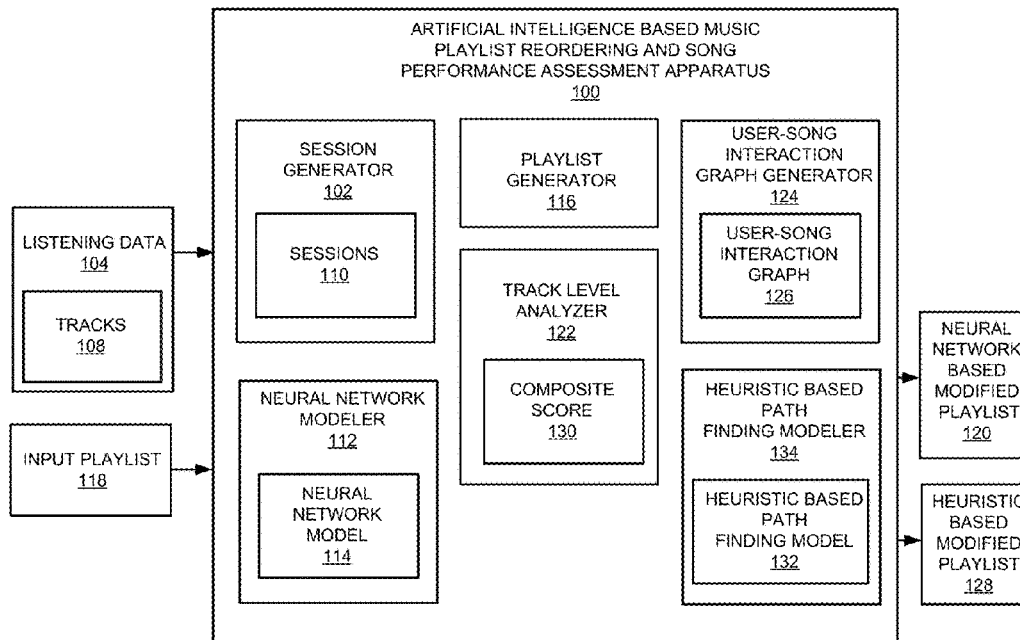 ARTIFICIAL INTELLIGENCE BASED MUSIC
PLAYLIST REORDERING AND SONG
PERFORMANCE ASSESSMENT APPARATUS
100
LISTENING DATA
104
TRACKS
108
INPUT PLAYLIST
118
SESSION
GENERATOR
102
SESSIONS
110
NEURAL NETWORK
MODELER
112
NEURAL
NETWORK
MODEL
114
PLAYLIST
GENERATOR
116
TRACK LEVEL
ANALYZER
122
COMPOSITE
SCORE
130
USER-SONG
INTERACTION
GRAPH GENERATOR
124
USER-SONG
INTERACTION
GRAPH
126
HEURISTIC BASED
PATH
FINDING MODELER
134
HEURISTIC BASED
PATH
FINDING MODEL
132
NEURAL
NETWORK
BASED
MODIFIED
PLAYLIST
120
HEURISTIC
BASED
MODIFIED
PLAYLIST
128